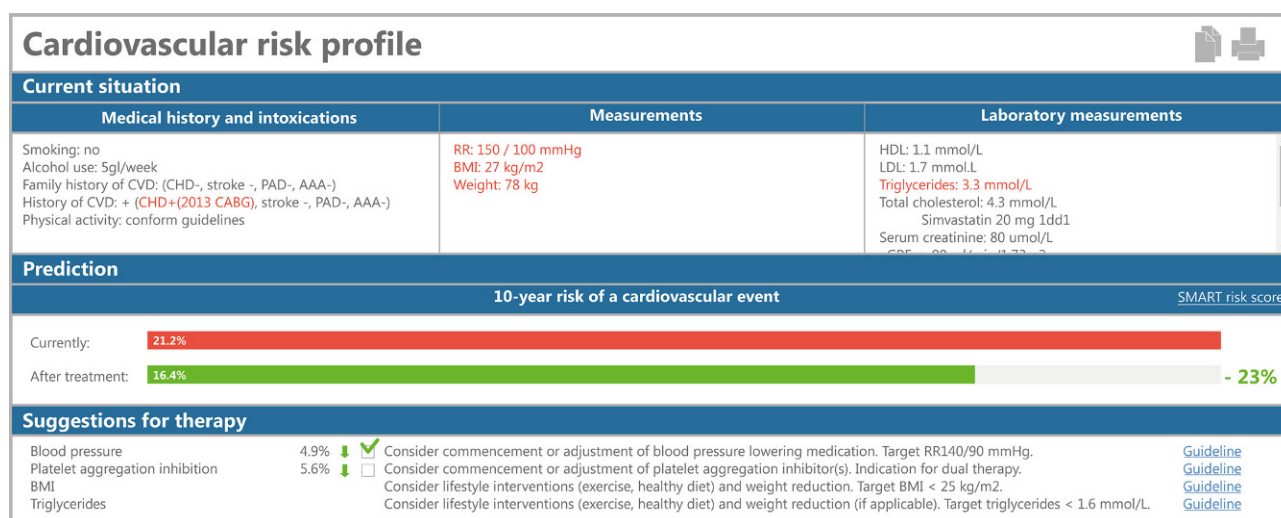 Cardiovascular risk profile
Current situation
Medical history and intoxications
Smoking: no
Alcohol use: 5gl/week
Family history of CVD: (CHD-, stroke -, PAD-, AAA-)
History of CVD: + (CHD+(2013 CABG), stroke -, PAD-, AAA-)
Physical activity: conform guidelines
Measurements
RR: 150 / 100 mmHg
BMI: 27 kg/m2
Weight: 78 kg
Laboratory measurements
HDL: 1.1 mmol/L
LDL: 1.7 mmol.L
Triglycerides: 3.3 mmol/L
Total cholesterol: 4.3 mmol/L
Simvastatin 20 mg 1dd1
Serum creatinine: 80 umol/L
Prediction
10-year risk of a cardiovascular event
SMART risk score
Currently: 21.2%
After treatment: 16.4% - 23%
Suggestions for therapy
Blood pressure 4.9% Consider commencement or adjustment of blood pressure lowering medication. Target RR140/90 mmHg. Guideline
Platelet aggregation inhibition 5.6% Consider commencement or adjustment of platelet aggregation inhibitor(s). Indication for dual therapy. Guideline
BMI Consider lifestyle interventions (exercise, healthy diet) and weight reduction. Target BMI < 25 kg/m2. Guideline
Triglycerides Consider lifestyle interventions (exercise, healthy diet) and weight reduction (if applicable). Target triglycerides < 1.6 mmol/L. Guideline